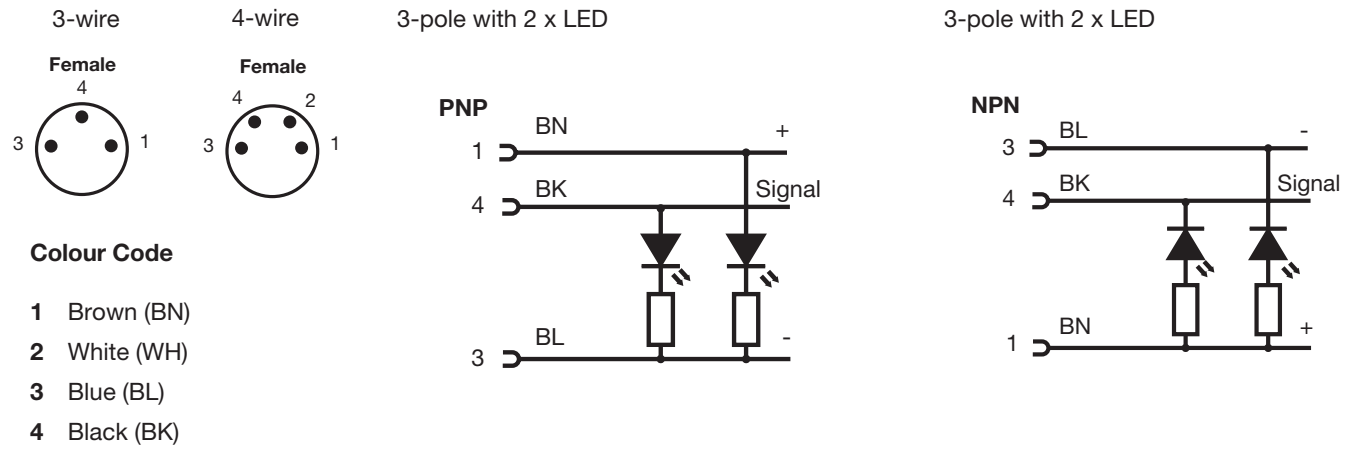 3-wire
4-wire
3-pole with 2 x LED
3-pole with 2 x LED
Female
4
3
1
Female
4
2
3
1
PNP
BN
+
1
BK
Signal
4
BL
-
3
NPN
BL
-
3
BK
Signal
4
BN
+
1
Colour Code
1 Brown (BN)
2 White (WH)
3 Blue (BL)
4 Black (BK)